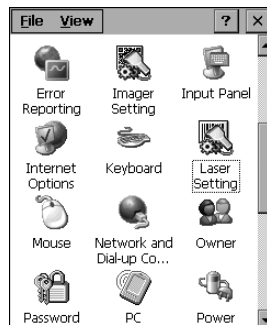 File View ? ×
Error Imager Input Panel
Reporting Setting
Internet Keyboard Laser
Options Setting
Mouse Network and Owner
Dial-up Co...
Password PC Power